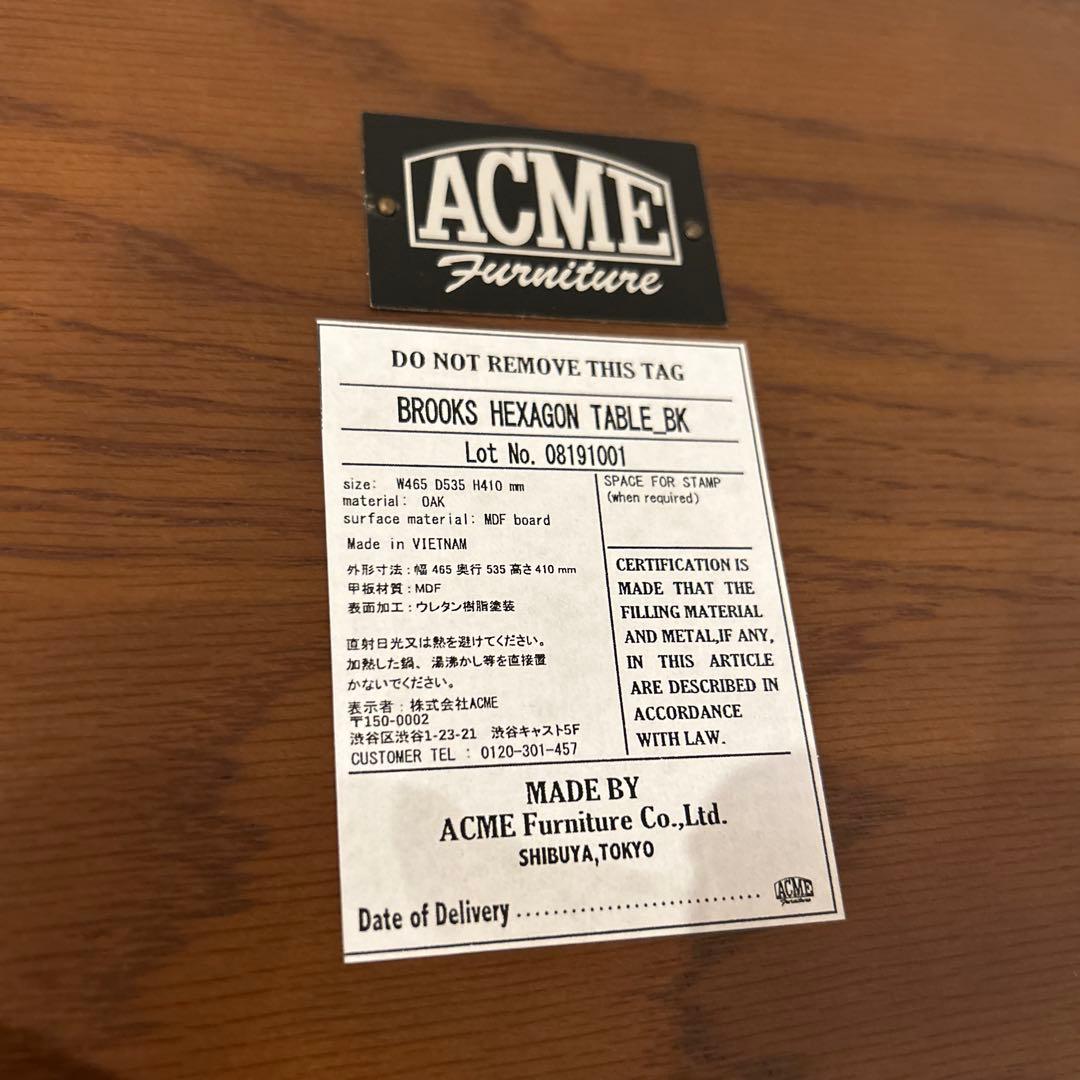 ACME
Furniture
DO NOT REMOVE THIS TAG
BROOKS HEXAGON TABLE_BK
Lot No. 08191001
size: W465 D535 H410 mm
material: OAK
surface material: MDF board
Made in VIETNAM
外形寸法：幅 465 奥行 535 高さ 410 mm
甲板材質：MDF
表面加工：ウレタン樹脂塗装
直射日光又は熱を避けてください。
加熱した鍋、湯沸かし等を直接置
かないでください。
表示者：株式会社ACME
〒150-0002
渋谷区渋谷1-23-21 渋谷キャスト5F
CUSTOMER TEL : 0120-301-457
SPACE FOR STAMP
(when required)
CERTIFICATION IS
MADE THAT THE
FILLING MATERIAL
AND METAL,IF ANY,
IN THIS ARTICLE
ARE DESCRIBED IN
ACCORDANCE
WITH LAW.
MADE BY
ACME Furniture Co.,Ltd.
SHIBUYA,TOKYO
Date of Delivery ............................
ACME
Furniture